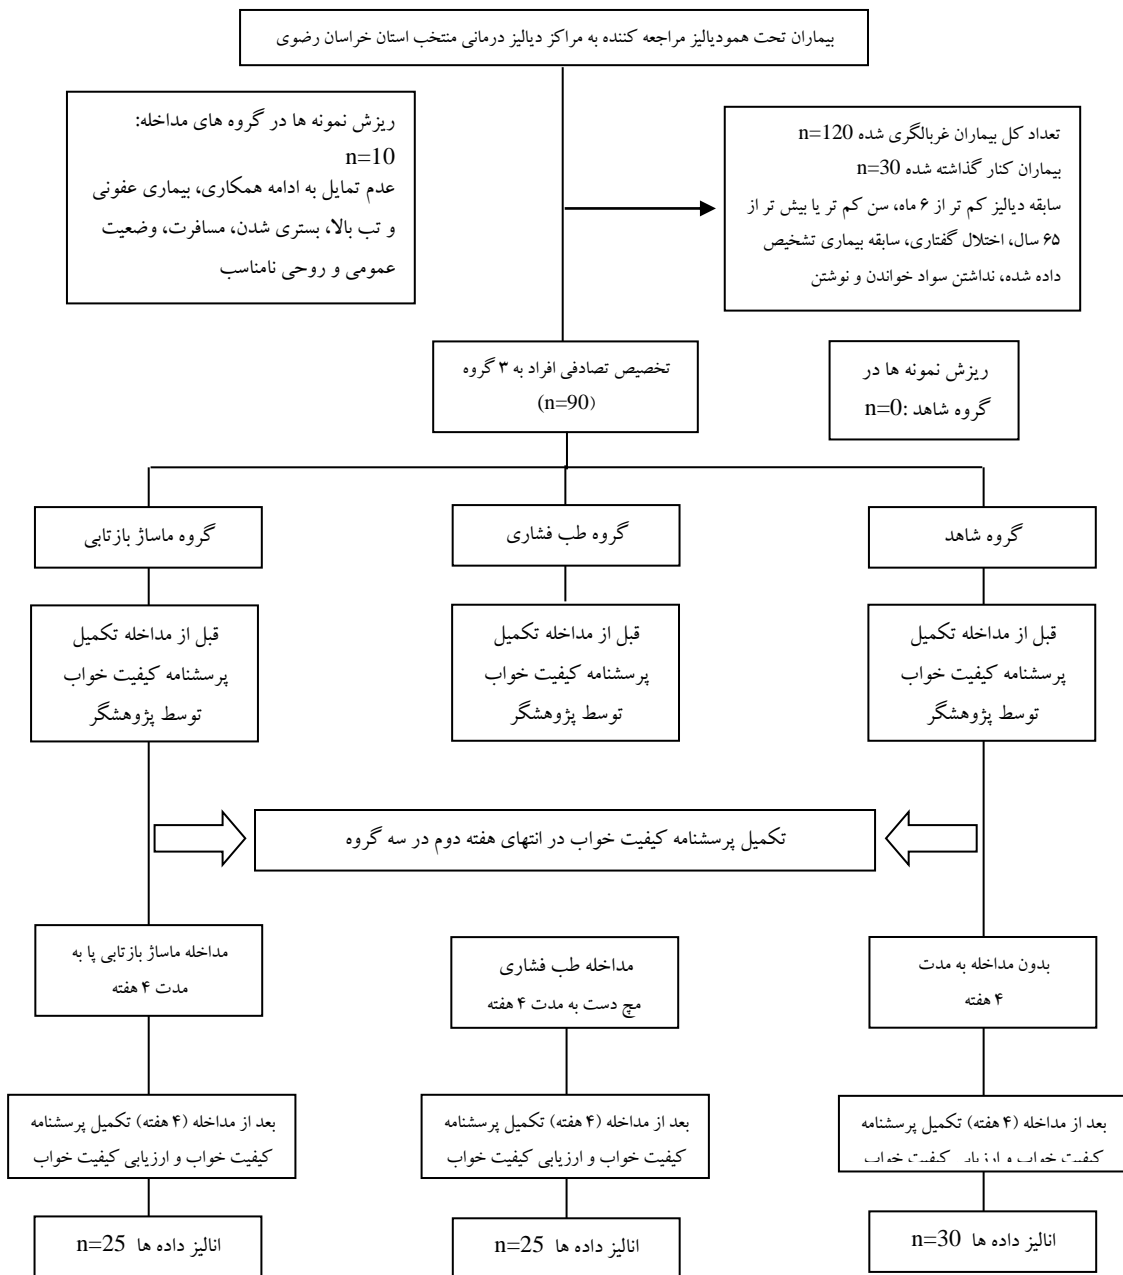 بیماران تحت همودیالیز مراجعه کننده به مراکز دیالیز درمانی منتخب استان خراسان رضوی
تعداد کل بیماران غربالگری شده n=120
بیماران کنار گذاشته شده n=30
سابقه دیالیز کم تر از ۶ ماه، سن کم تر یا بیش تر از
۶۵ سال، اختلال گفتاری، سابقه بیماری تشخیص
داده شده، نداشتن سواد خواندن و نوشتن
ریزش نمونه ها در گروه های مداخله:
n=10
عدم تمایل به ادامه همکاری، بیماری عفونی
و تب بالا، بستری شدن، مسافرت، وضعیت
عمومی و روحی نامناسب
تخصیص تصادفی افراد به ۳ گروه
(n=90)
ریزش نمونه ها در
گروه شاهد :n=0
گروه شاهد
گروه طب فشاری
گروه ماساژ بازتابی
قبل از مداخله تکمیل
پرسشنامه کیفیت خواب
توسط پژوهشگر
قبل از مداخله تکمیل
پرسشنامه کیفیت خواب
توسط پژوهشگر
قبل از مداخله تکمیل
پرسشنامه کیفیت خواب
توسط پژوهشگر
تکمیل پرسشنامه کیفیت خواب در انتهای هفته دوم در سه گروه
بدون مداخله به مدت
۴ هفته
مداخله طب فشاری
مچ دست به مدت ۴ هفته
مداخله ماساژ بازتابی پا به
مدت ۴ هفته
بعد از مداخله (۴ هفته) تکمیل پرسشنامه
کیفیت خواب و ارزیابی کیفیت خواب
بعد از مداخله (۴ هفته) تکمیل پرسشنامه
کیفیت خواب و ارزیابی کیفیت خواب
بعد از مداخله (۴ هفته) تکمیل پرسشنامه
کیفیت خواب و ارزیابی کیفیت خواب
انالیز داده ها n=30
انالیز داده ها n=25
انالیز داده ها n=25